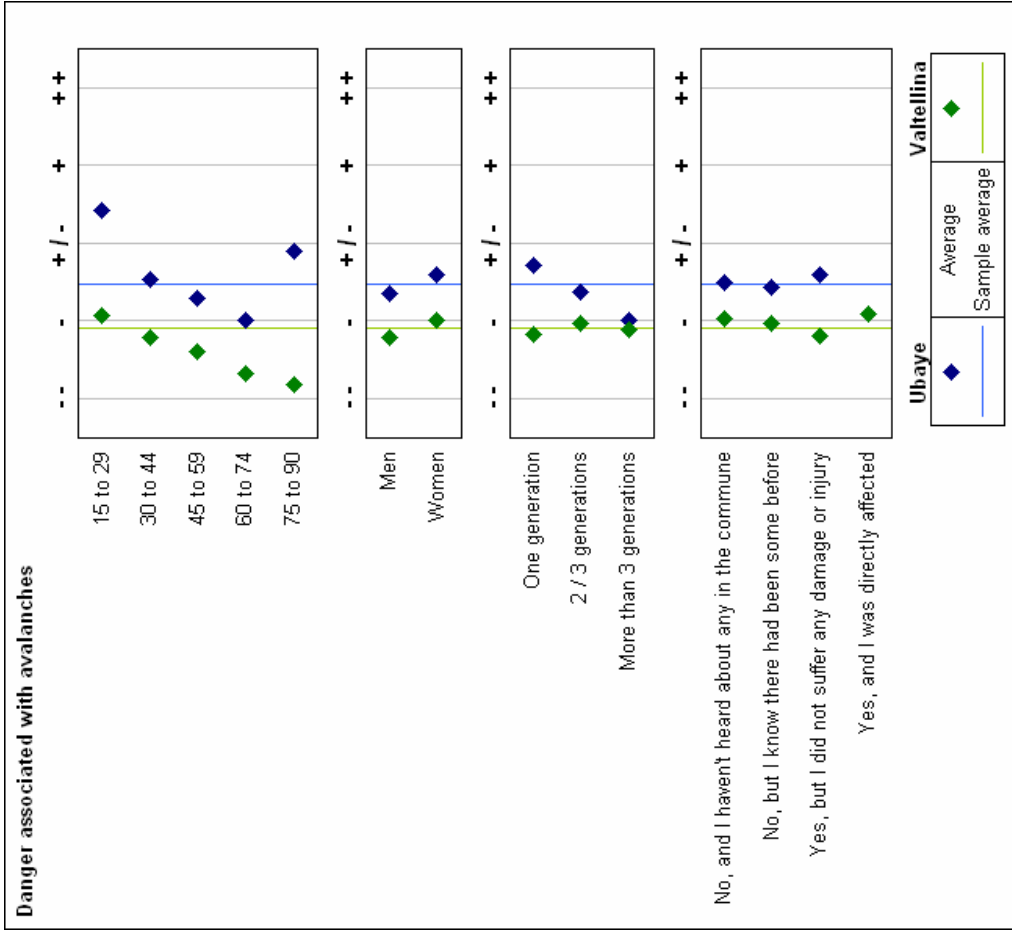 Danger associated with avalanches
- - - + / - + + +
15 to 29
30 to 44
45 to 59
60 to 74
75 to 90
- - - + / - + + +
Men
Women
- - - + / - + + +
One generation
2 / 3 generations
More than 3 generations
- - - + / - + + +
No, and I haven't heard about any in the commune
No, but I know there had been some before
Yes, but I did not suffer any damage or injury
Yes, and I was directly affected
Ubaye Valtellina
Average
Sample average